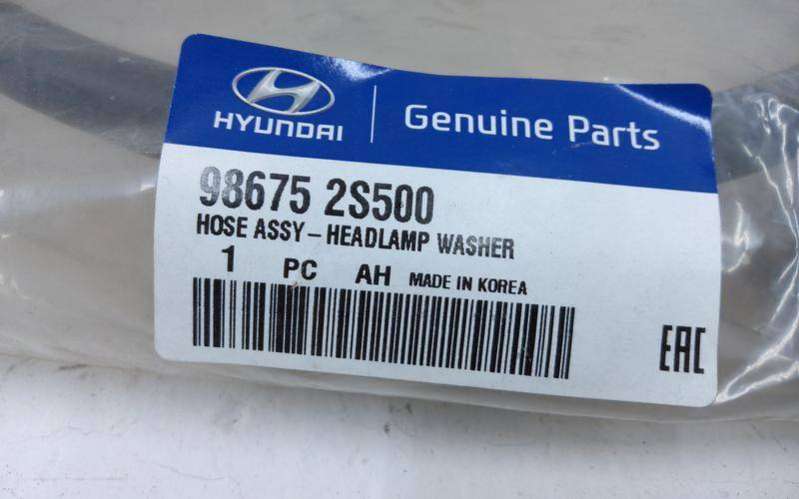 HYUNDAI
Genuine Parts
98675 2S500
HOSE ASSY-HEADLAMP WASHER
1 PC AH MADE IN KOREA
EAC